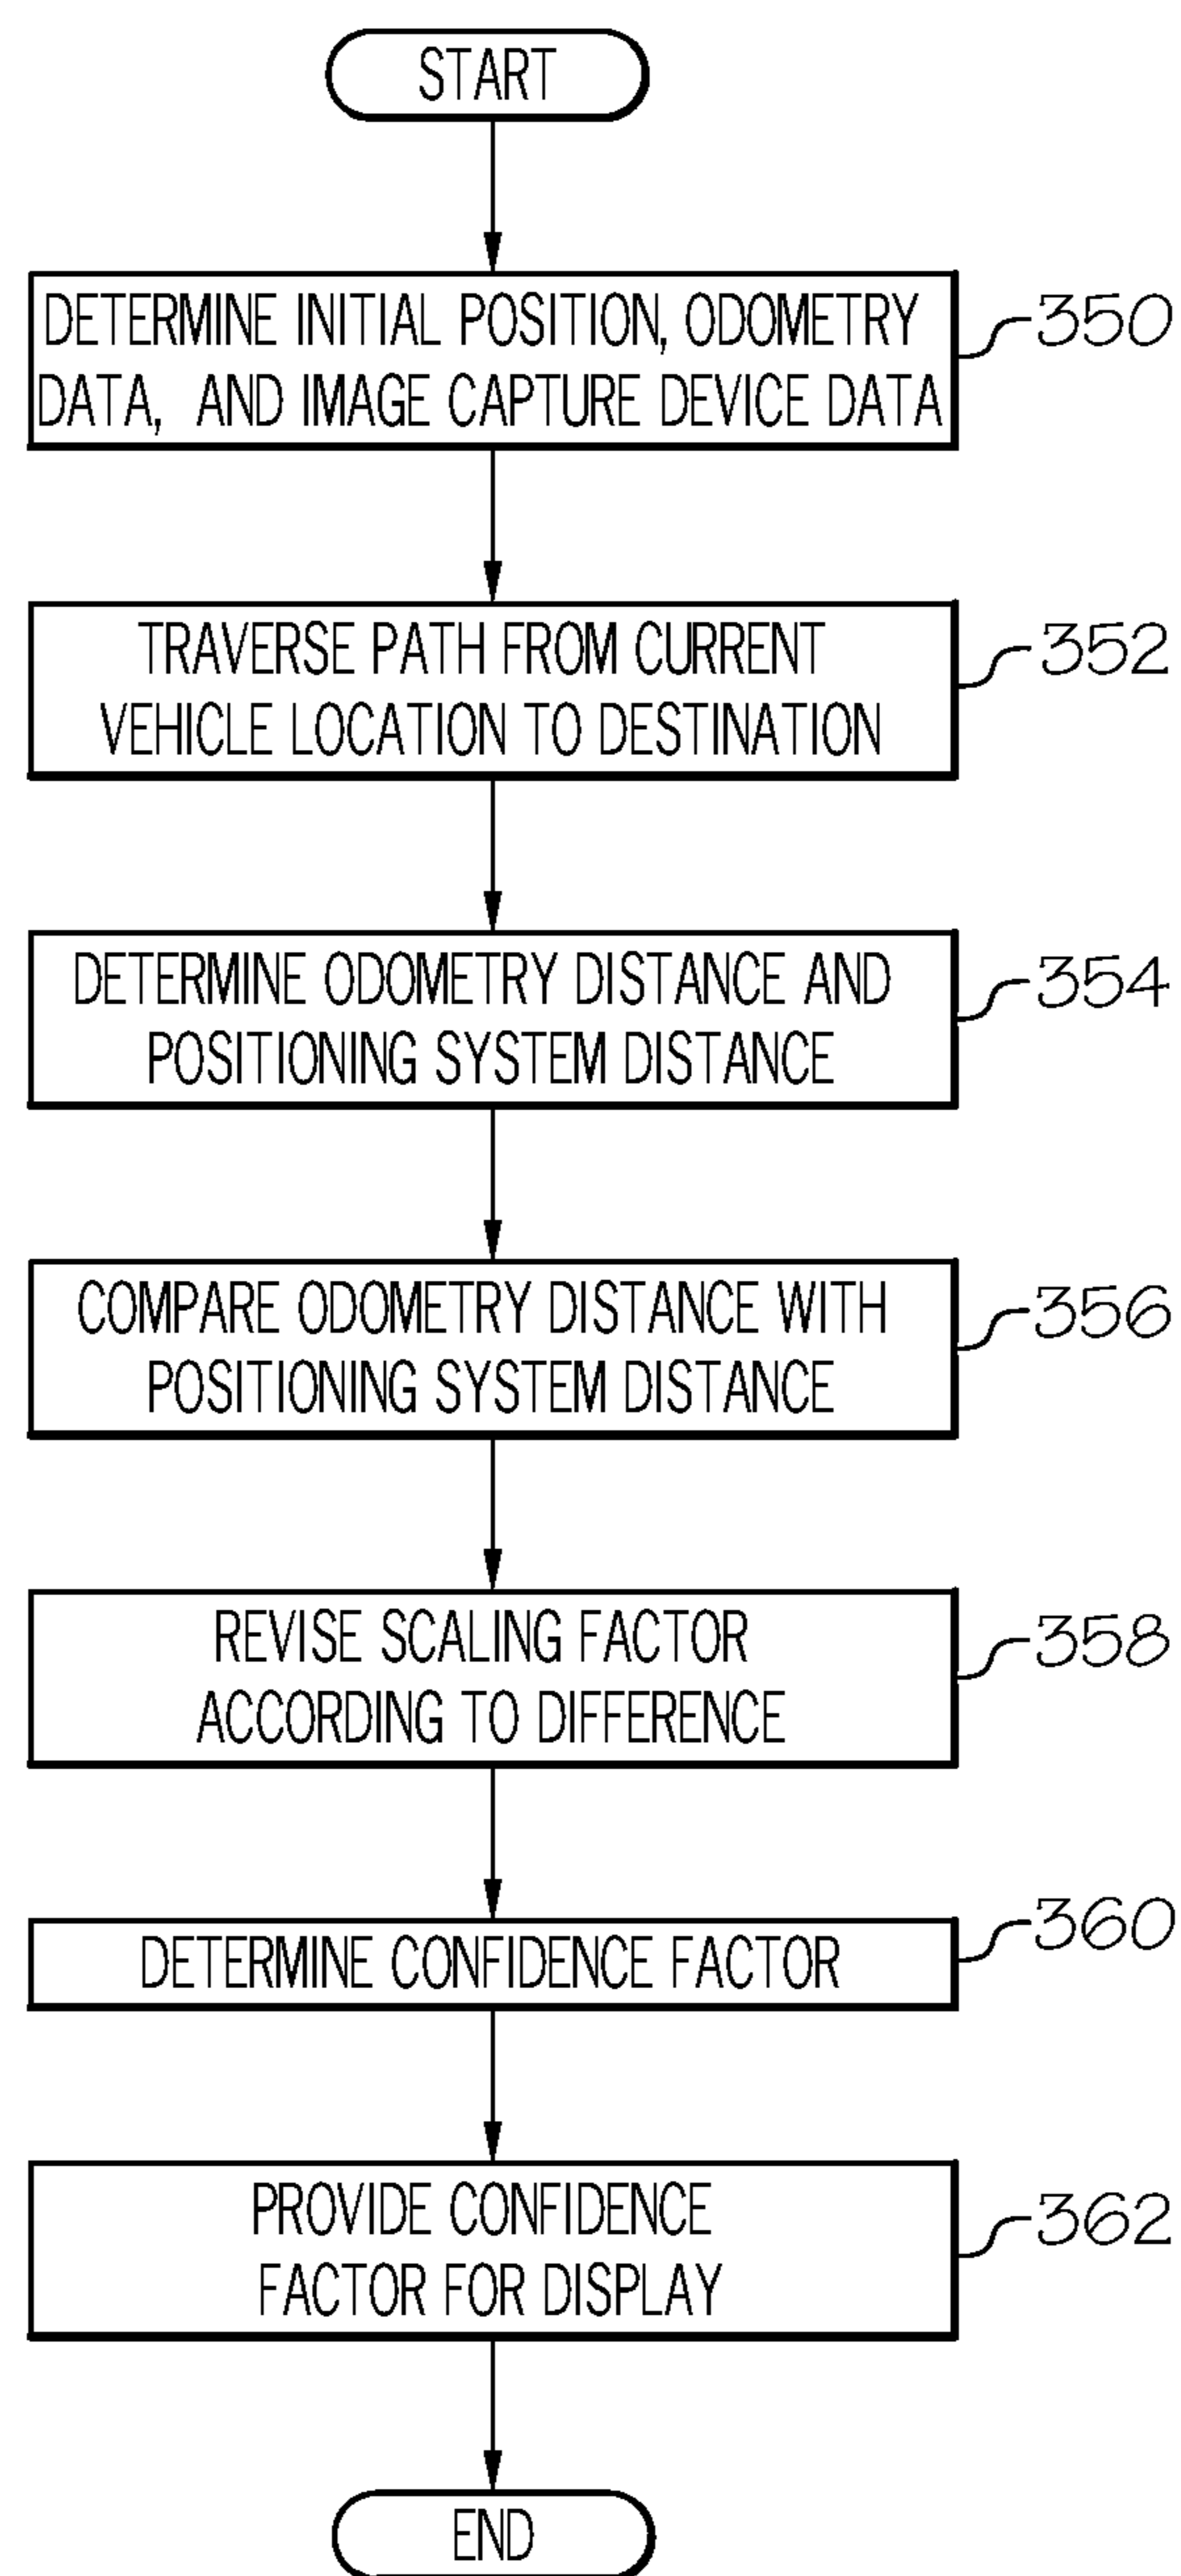 START
DETERMINE INITIAL POSITION, ODOMETRY
DATA, AND IMAGE CAPTURE DEVICE DATA
350
TRAVERSE PATH FROM CURRENT
VEHICLE LOCATION TO DESTINATION
352
DETERMINE ODOMETRY DISTANCE AND
POSITIONING SYSTEM DISTANCE
354
COMPARE ODOMETRY DISTANCE WITH
POSITIONING SYSTEM DISTANCE
356
REVISE SCALING FACTOR
ACCORDING TO DIFFERENCE
358
DETERMINE CONFIDENCE FACTOR
360
PROVIDE CONFIDENCE
FACTOR FOR DISPLAY
362
END